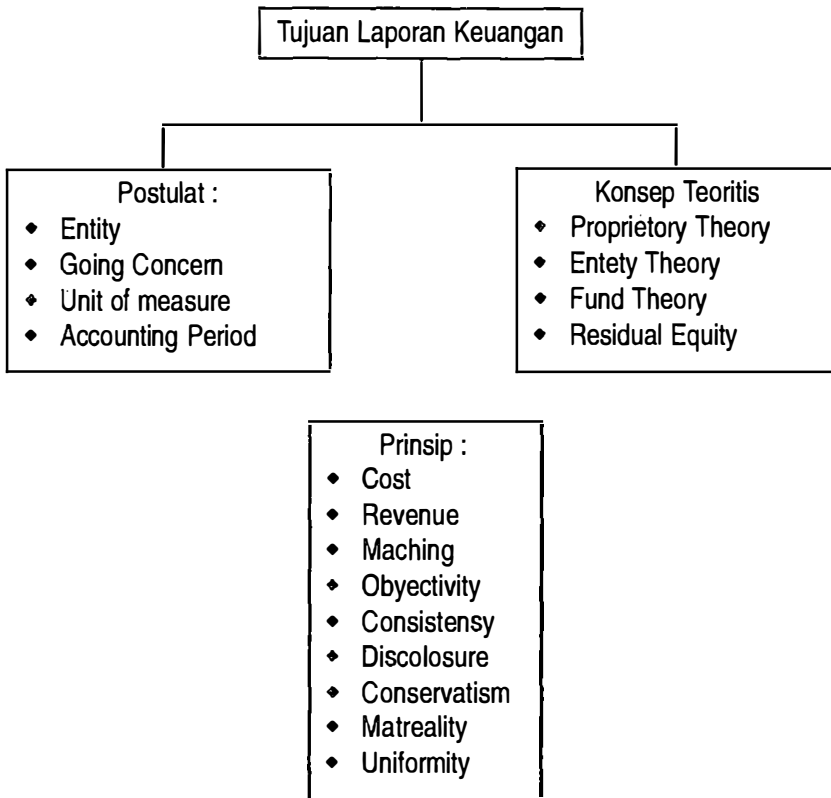 Tujuan Laporan Keuangan
Postulat :
◆ Entity
◆ Going Concern
◆ Unit of measure
◆ Accounting Period
Konsep Teoritis
◆ Proprietory Theory
◆ Entety Theory
◆ Fund Theory
◆ Residual Equity
Prinsip :
◆ Cost
◆ Revenue
◆ Maching
◆ Obyectivity
◆ Consistensy
◆ Discolosure
◆ Conservatism
◆ Matreality
◆ Uniformity